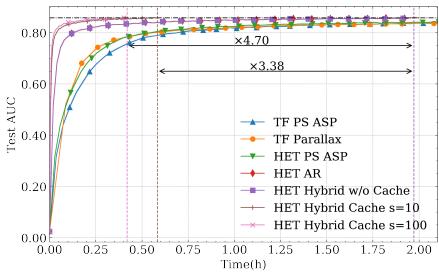 Test AUC
0.80
0.60
0.40
0.20
0.00
×4.70
×3.38
TF PS ASP
TF Parallax
HET PS ASP
HET AR
HET Hybrid w/o Cache
HET Hybrid Cache s=10
HET Hybrid Cache s=100
0.00 0.25 0.50 0.75 1.00 1.25 1.50 1.75 2.00
Time(h)